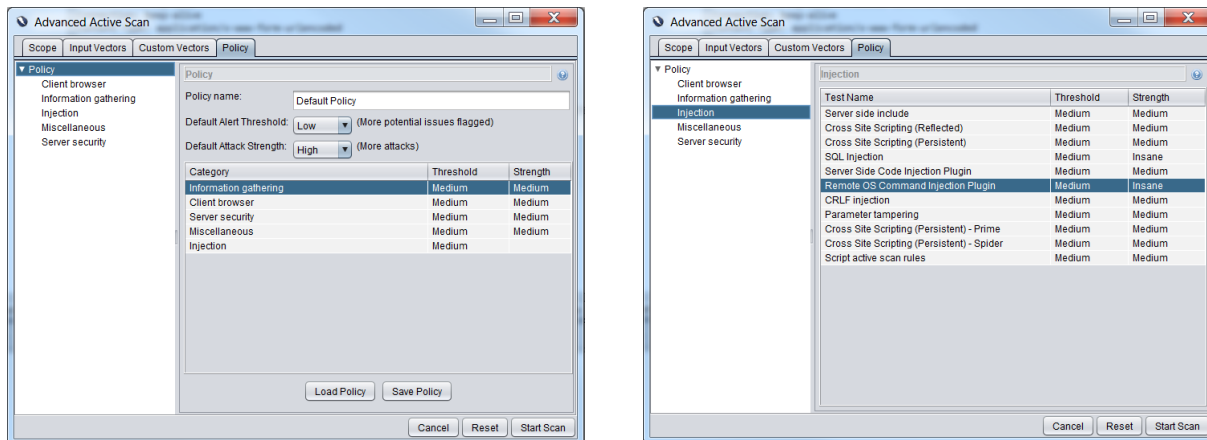 Advanced Active Scan
Scope Input Vectors Custom Vectors Policy
Policy
Client browser
Information gathering
Injection
Miscellaneous
Server security
Policy
Policy name: Default Policy
Default Alert Threshold: Low (More potential issues flagged)
Default Attack Strength: High (More attacks)
Category Threshold Strength
Information gathering Medium Medium
Client browser Medium Medium
Server security Medium Medium
Miscellaneous Medium Medium
Injection Medium
Load Policy Save Policy
Cancel Reset Start Scan
Advanced Active Scan
Scope Input Vectors Custom Vectors Policy
Policy
Client browser
Information gathering
Injection
Miscellaneous
Server security
Injection
Test Name Threshold Strength
Server side include Medium Medium
Cross Site Scripting (Reflected) Medium Medium
Cross Site Scripting (Persistent) Medium Medium
SQL Injection Medium Insane
Server Side Code Injection Plugin Medium Medium
Remote OS Command Injection Plugin Medium Insane
CRLF injection Medium Medium
Parameter tampering Medium Medium
Cross Site Scripting (Persistent) - Prime Medium Medium
Cross Site Scripting (Persistent) - Spider Medium Medium
Script active scan rules Medium Medium
Cancel Reset Start Scan